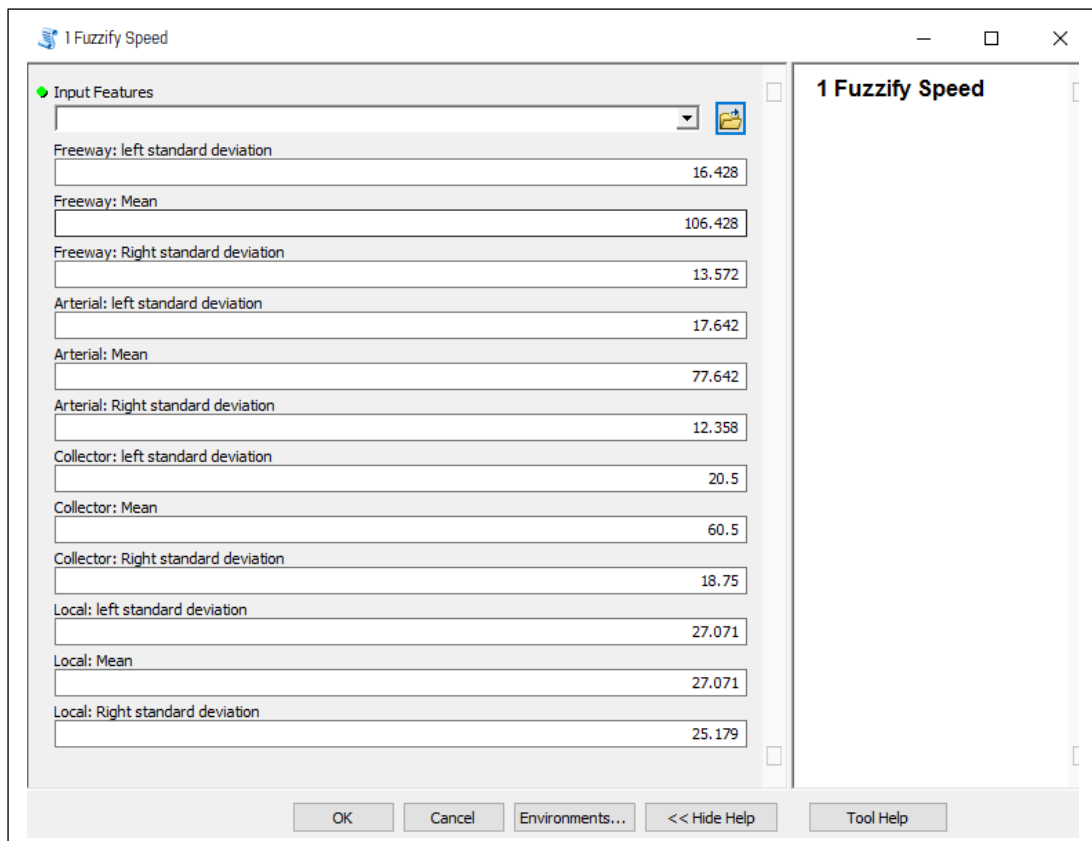 1 Fuzzify Speed
Input Features
Freeway: left standard deviation
16.428
Freeway: Mean
106.428
Freeway: Right standard deviation
13.572
Arterial: left standard deviation
17.642
Arterial: Mean
77.642
Arterial: Right standard deviation
12.358
Collector: left standard deviation
20.5
Collector: Mean
60.5
Collector: Right standard deviation
18.75
Local: left standard deviation
27.071
Local: Mean
27.071
Local: Right standard deviation
25.179
1 Fuzzify Speed
OK
Cancel
Environments...
<< Hide Help
Tool Help